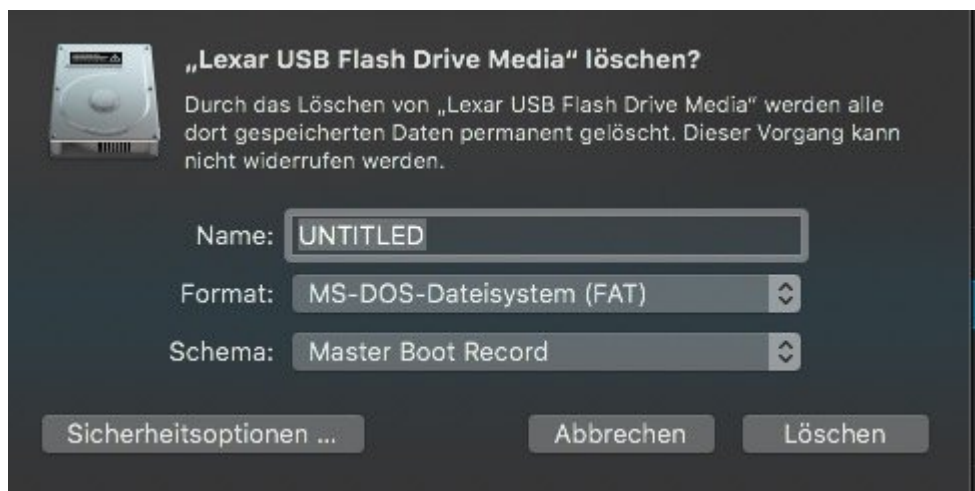 „Lexar USB Flash Drive Media“ löschen?
Durch das Löschen von „Lexar USB Flash Drive Media“ werden alle
dort gespeicherten Daten permanent gelöscht. Dieser Vorgang kann
nicht widerrufen werden.
Name: UNTITLED
Format: MS-DOS-Dateisystem (FAT)
Schema: Master Boot Record
Sicherheitsoptionen ... Abbrechen Löschen